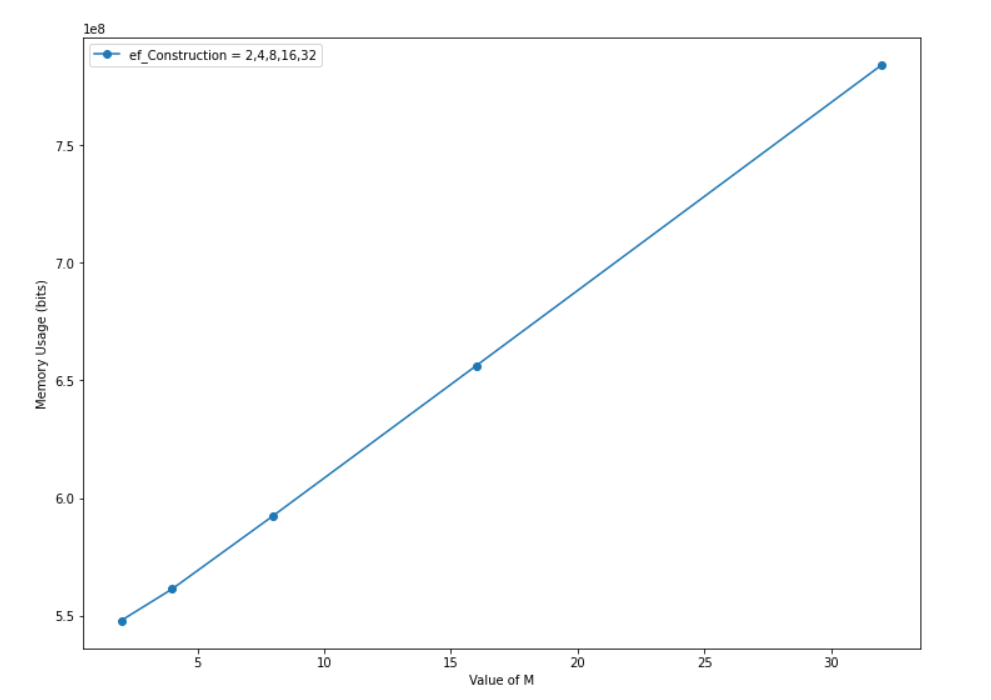 1e8
ef_Construction = 2,4,8,16,32
7.5
7.0
6.5
6.0
5.5
Memory Usage (bits)
5 10 15 20 25 30
Value of M